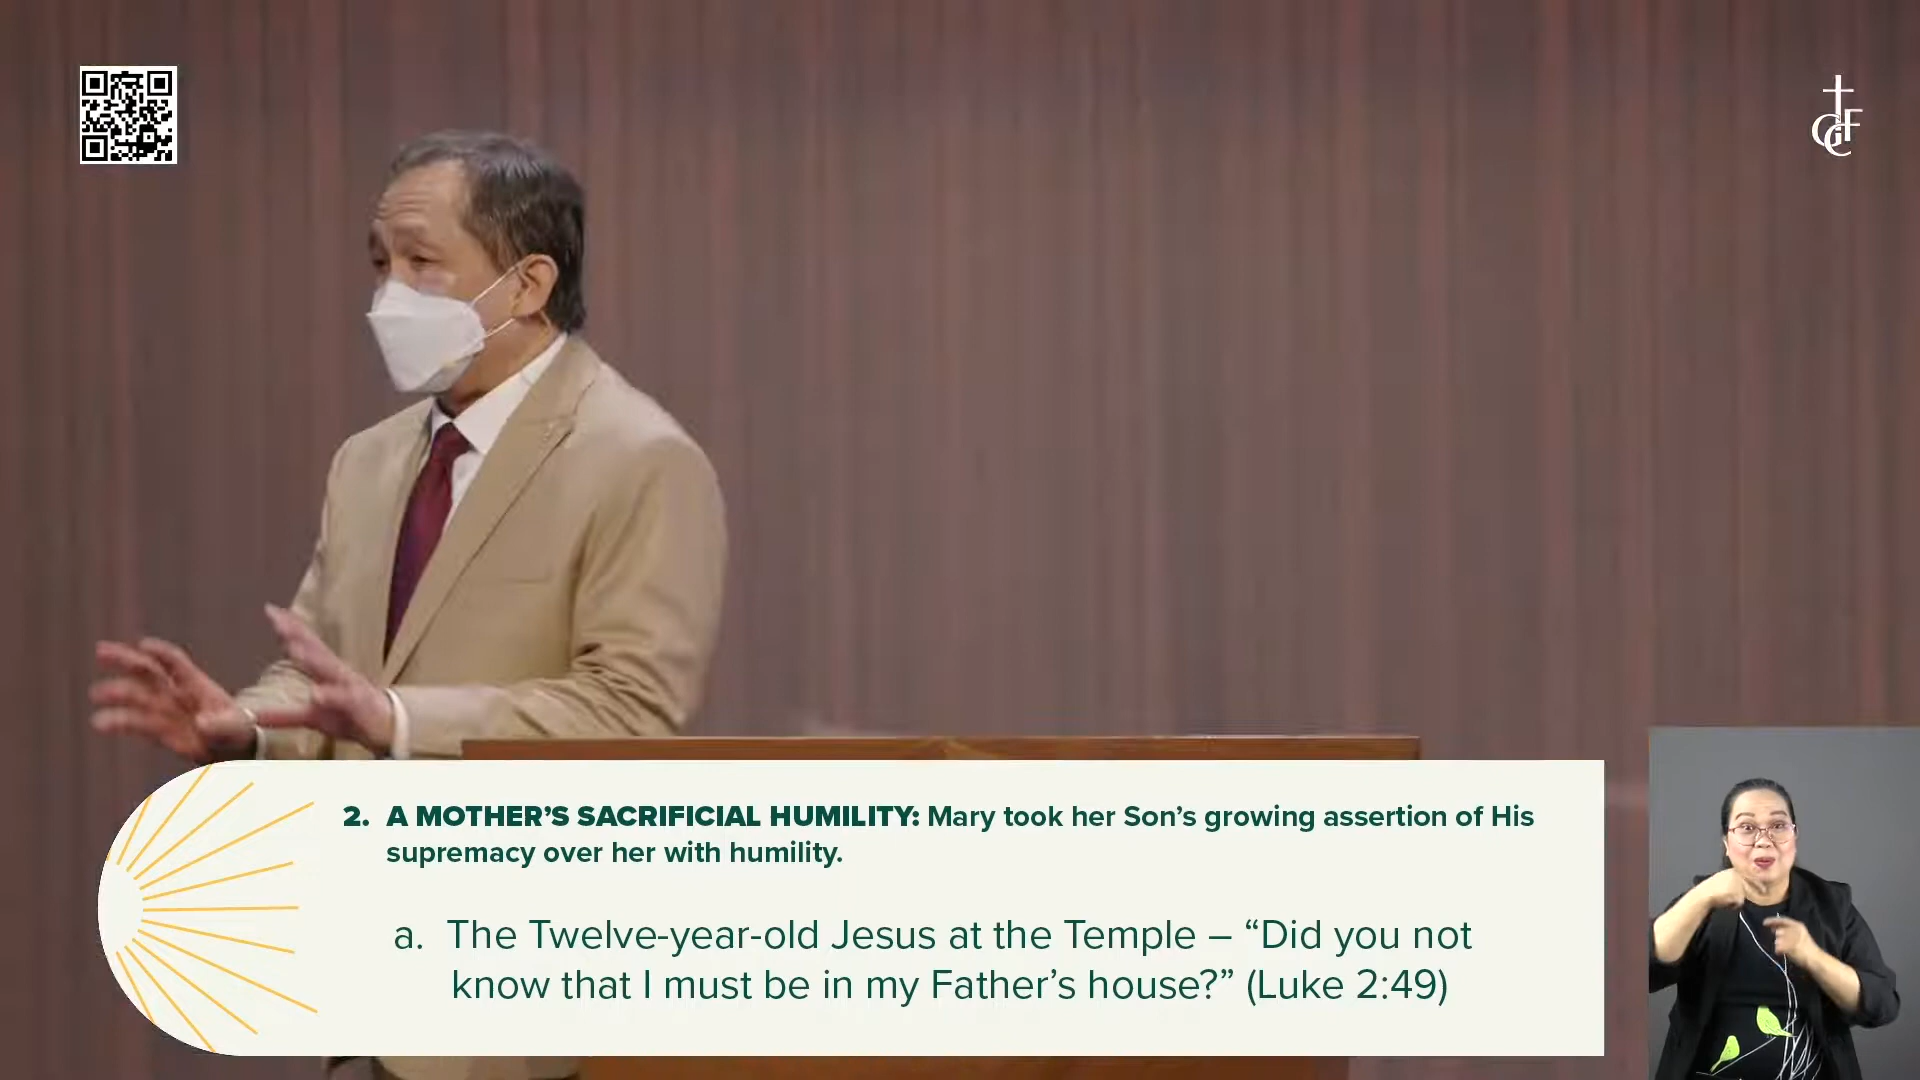 GCF
2. A MOTHER’S SACRIFICIAL HUMILITY: Mary took her Son’s growing assertion of His
supremacy over her with humility.
a. The Twelve-year-old Jesus at the Temple – “Did you not
know that I must be in my Father’s house?” (Luke 2:49)